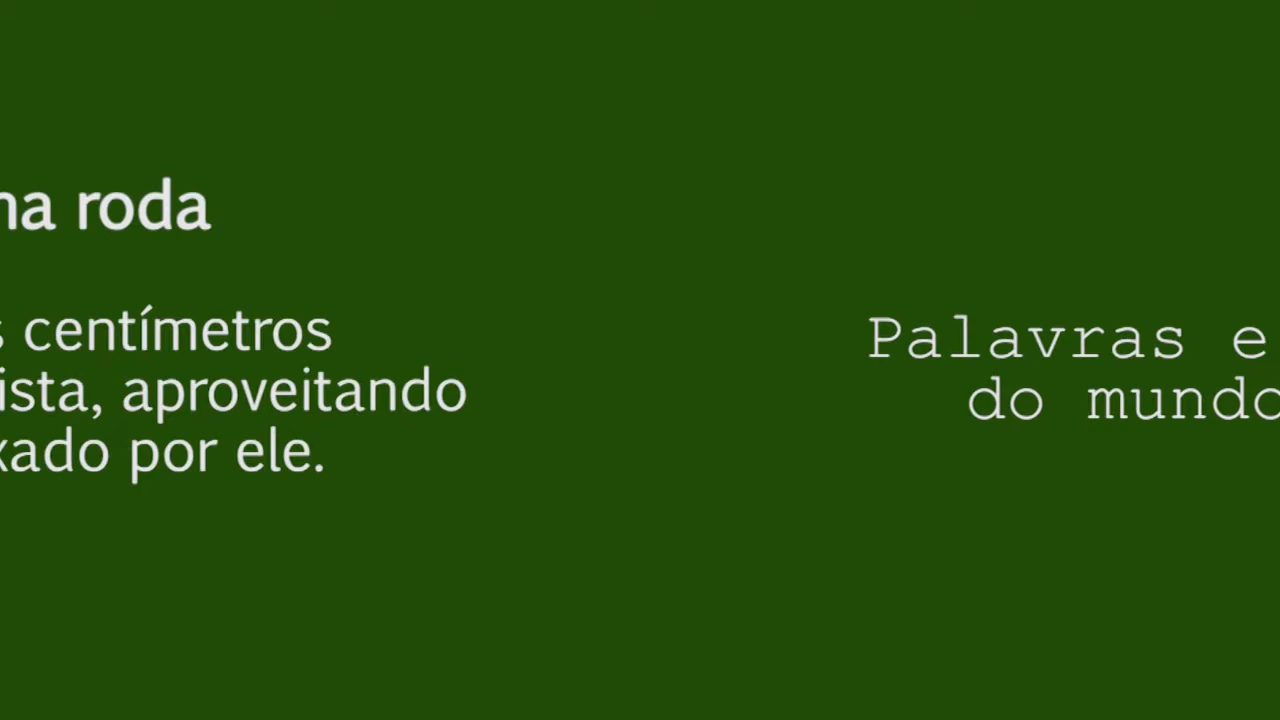 na roda
centímetros
ista, aproveitando
xado por ele.
Palavras e
do mundo